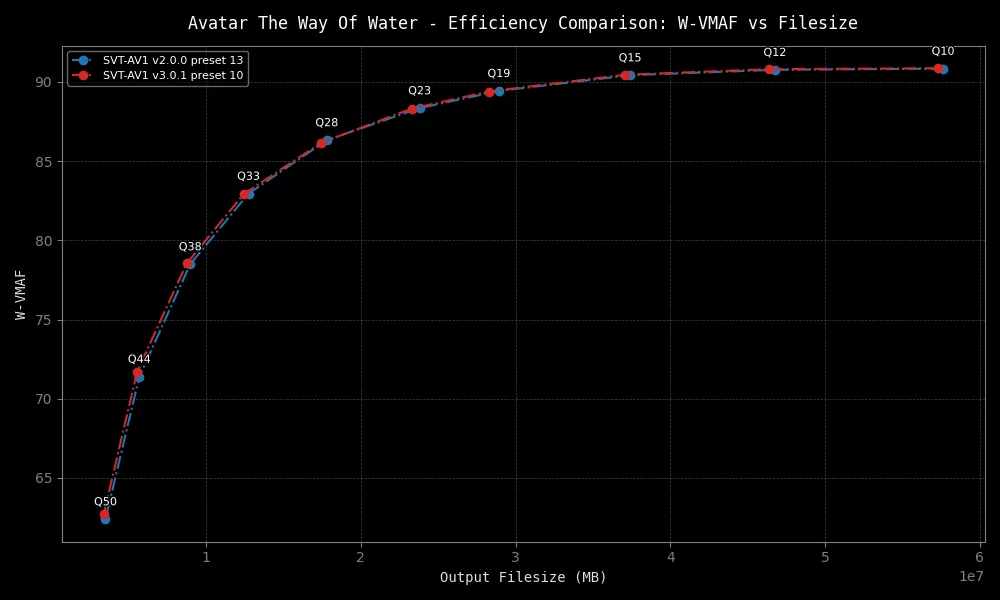 Avatar The Way Of Water - Efficiency Comparison: W-VMAF vs Filesize
SVT-AV1 v2.0.0 preset 13
SVT-AV1 v3.0.1 preset 10
Q10
Q12
Q15
Q19
Q23
Q28
Q33
Q38
Q44
Q50
90
85
80
75
70
65
W-VMAF
1 2 3 4 5 6
1e7
Output Filesize (MB)